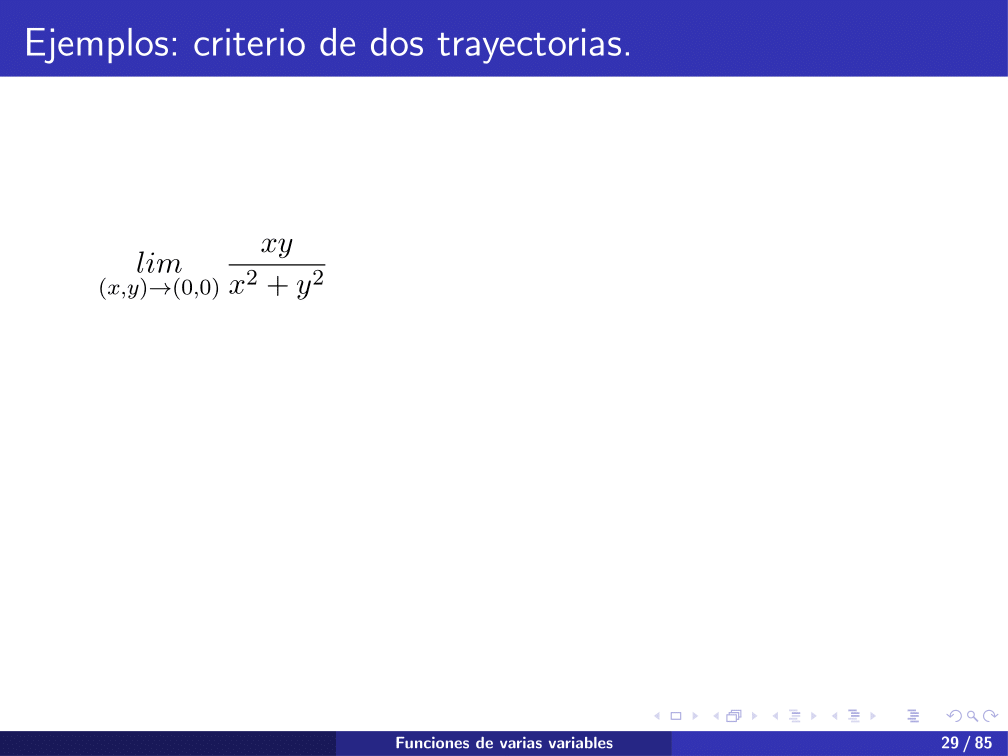 Ejemplos: criterio de dos trayectorias.
lim xy
(x,y)→(0,0) x² + y²
Funciones de varias variables 29 / 85